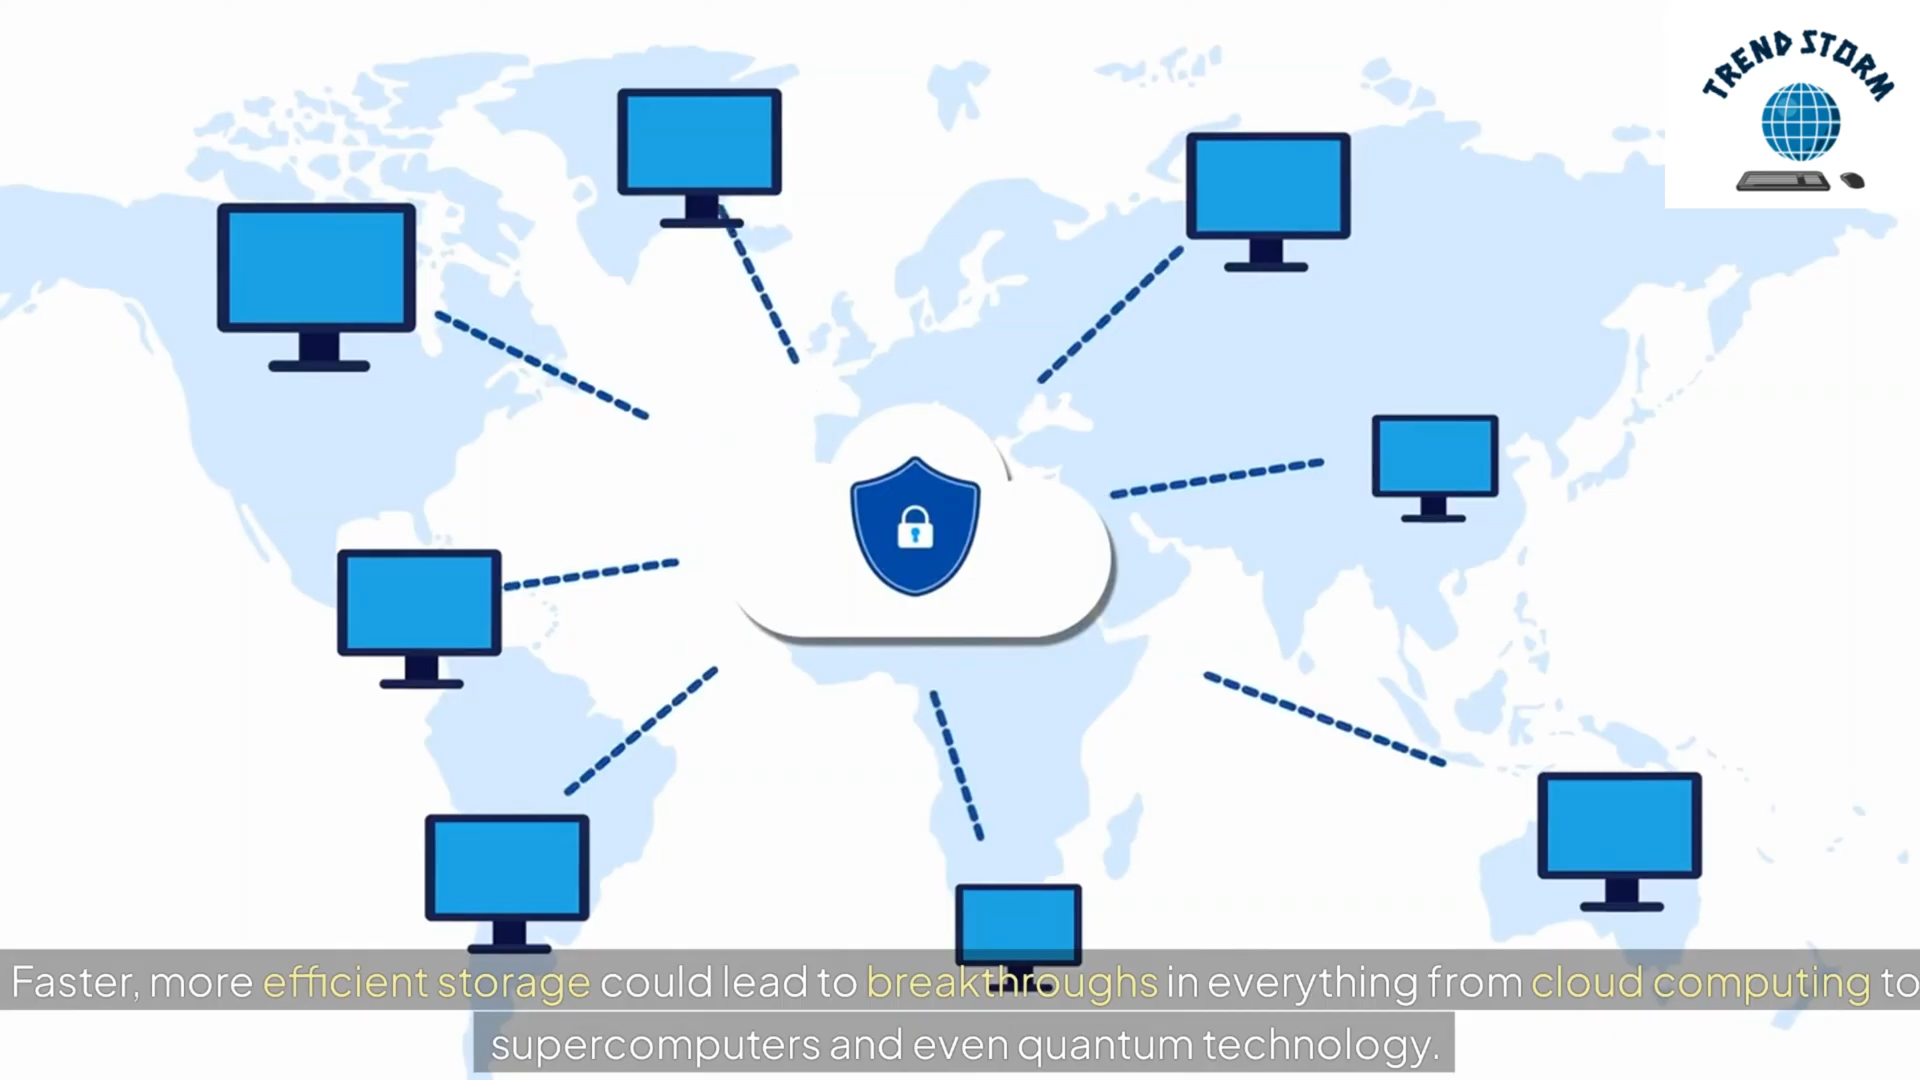 TREND STORM
Faster, more efficient storage could lead to breakthroughs in everything from cloud computing to
supercomputers and even quantum technology.